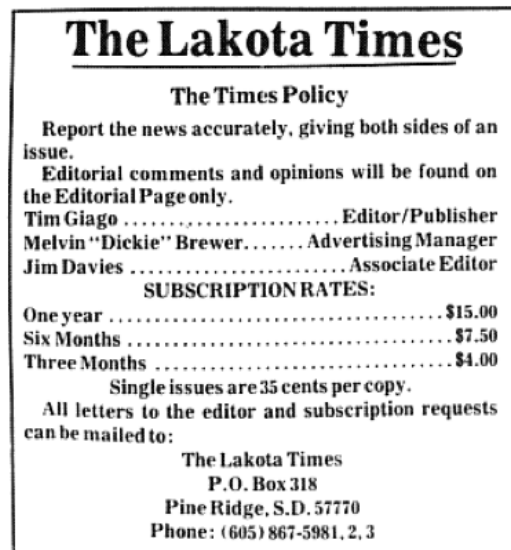 The Lakota Times
The Times Policy
Report the news accurately, giving both sides of an
issue.
Editorial comments and opinions will be found on
the Editorial Page only.
Tim Giago ........................ Editor/Publisher
Melvin "Dickie" Brewer....... Advertising Manager
Jim Davies ........................ Associate Editor
SUBSCRIPTION RATES:
One year ..................................... $15.00
Six Months .................................... $7.50
Three Months ................................. $4.00
Single issues are 35 cents per copy.
All letters to the editor and subscription requests
can be mailed to:
The Lakota Times
P.O. Box 318
Pine Ridge, S.D. 57770
Phone: (605) 867-5981, 2, 3